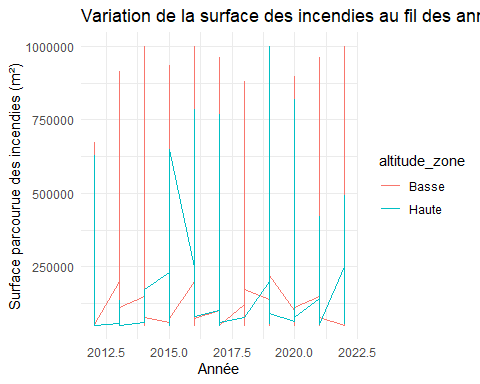 Variation de la surface des incendies au fil des ann
Surface parcourue des incendies (m²)
1000000
750000
500000
250000
2012.5 2015.0 2017.5 2020.0 2022.5
Année
altitude_zone
Basse
Haute